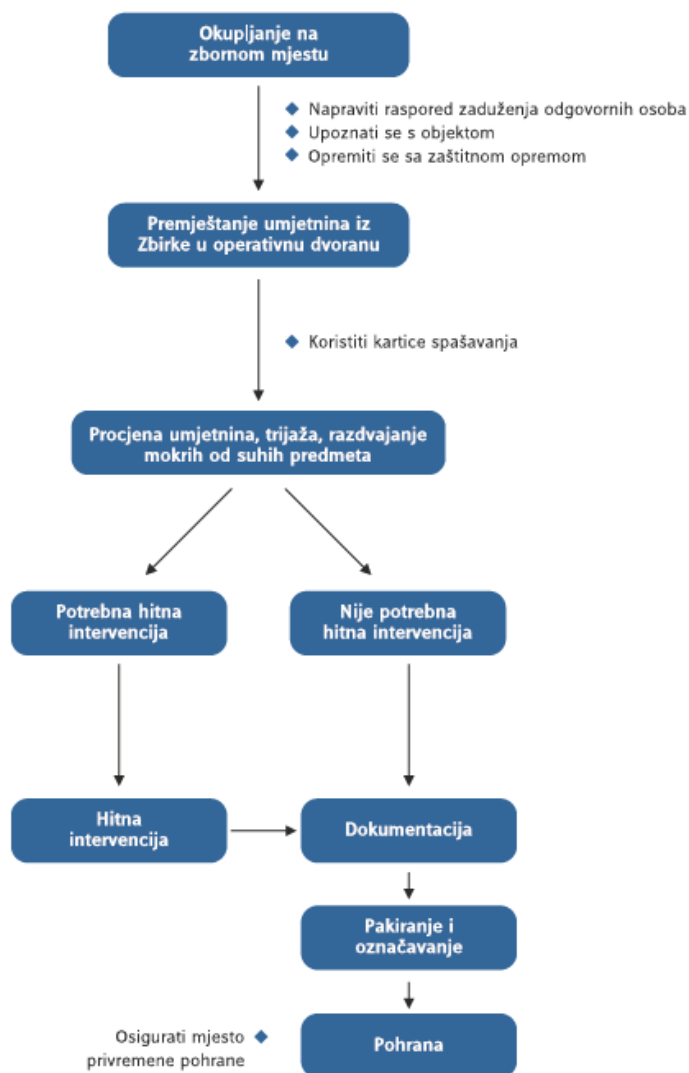 Okupljanje na
zbornom mjestu
◆ Napraviti raspored zaduženja odgovornih osoba
◆ Upoznati se s objektom
◆ Opremiti se sa zaštitnom opremom
Premještanje umjetnina iz
Zbirke u operativnu dvoranu
◆ Koristiti kartice spašavanja
Procjena umjetnina, trijaža, razdvajanje
mokrih od suhih predmeta
Potrebna hitna
intervencija
Nije potrebna
hitna intervencija
Hitna
intervencija
Dokumentacija
Pakiranje i
označavanje
Osigurati mjesto ◆
privremene pohrane
Pohrana